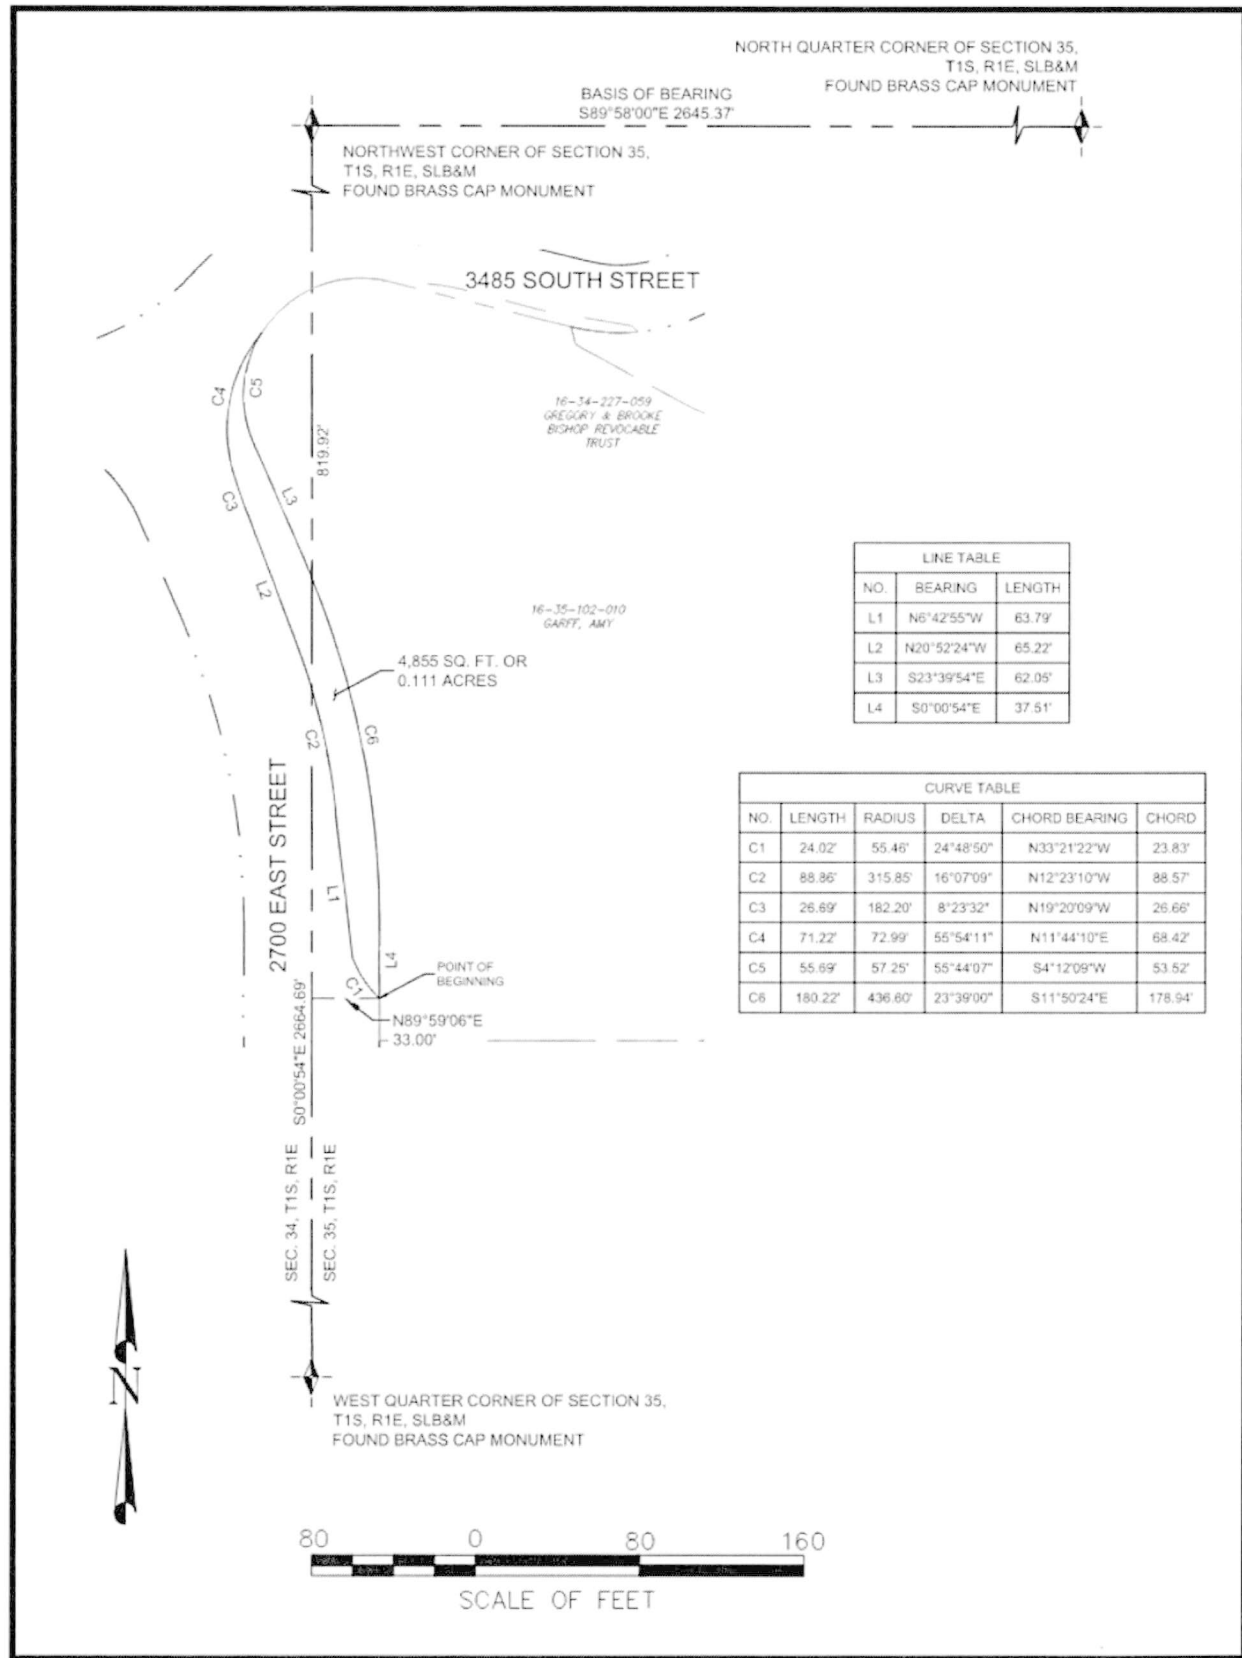 NORTH QUARTER CORNER OF SECTION 35,
T1S, R1E, SLB&M
FOUND BRASS CAP MONUMENT
BASIS OF BEARING
S89°58'00"E 2645.37'
NORTHWEST CORNER OF SECTION 35,
T1S, R1E, SLB&M
FOUND BRASS CAP MONUMENT
3485 SOUTH STREET
C4
C5
819.92'
16-34-227-059
GREGORY & BROOKE
BISHOP REVOCABLE
TRUST
C3
L3
L2
16-35-102-010
GARFF, AMY
4,855 SQ. FT. OR
0.111 ACRES
C2
C6
2700 EAST STREET
L1
L4
C1
POINT OF
BEGINNING
N89°59'06"E
33.00'
S0°00'54"E 2664.69'
SEC. 34, T1S, R1E
SEC. 35, T1S, R1E
LINE TABLE
NO. BEARING LENGTH
L1 N6°42'55"W 63.79'
L2 N20°52'24"W 65.22'
L3 S23°39'54"E 62.05'
L4 S0°00'54"E 37.51'
CURVE TABLE
NO. LENGTH RADIUS DELTA CHORD BEARING CHORD
C1 24.02' 55.46' 24°48'50" N33°21'22"W 23.83'
C2 88.86' 315.85' 16°07'09" N12°23'10"W 88.57'
C3 26.69' 182.20' 8°23'32" N19°20'09"W 26.66'
C4 71.22' 72.99' 55°54'11" N11°44'10"E 68.42'
C5 55.69' 57.25' 55°44'07" S4°12'09"W 53.52'
C6 180.22' 436.60' 23°39'00" S11°50'24"E 178.94'
N
WEST QUARTER CORNER OF SECTION 35,
T1S, R1E, SLB&M
FOUND BRASS CAP MONUMENT
80 0 80 160
SCALE OF FEET